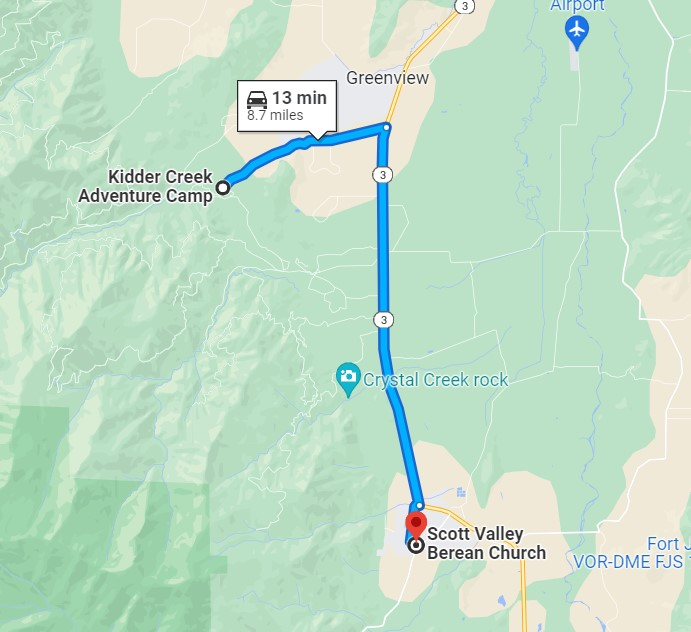 3
Airport
Greenview
13 min
8.7 miles
Kidder Creek
Adventure Camp
3
3
Crystal Creek rock
Scott Valley
Berean Church
Fort J
VOR-DME FJS